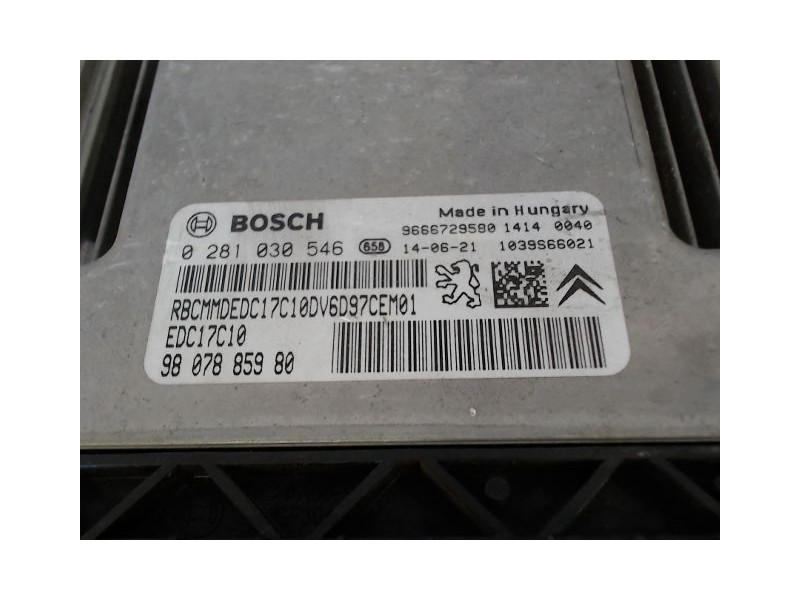 BOSCH
Made in Hungary
9666729580 1414 0040
0 281 030 546 658 14-06-21 1039S66021
RBCMMDEDC17C10DV6D97CEM01
EDC17C10
98 078 859 80